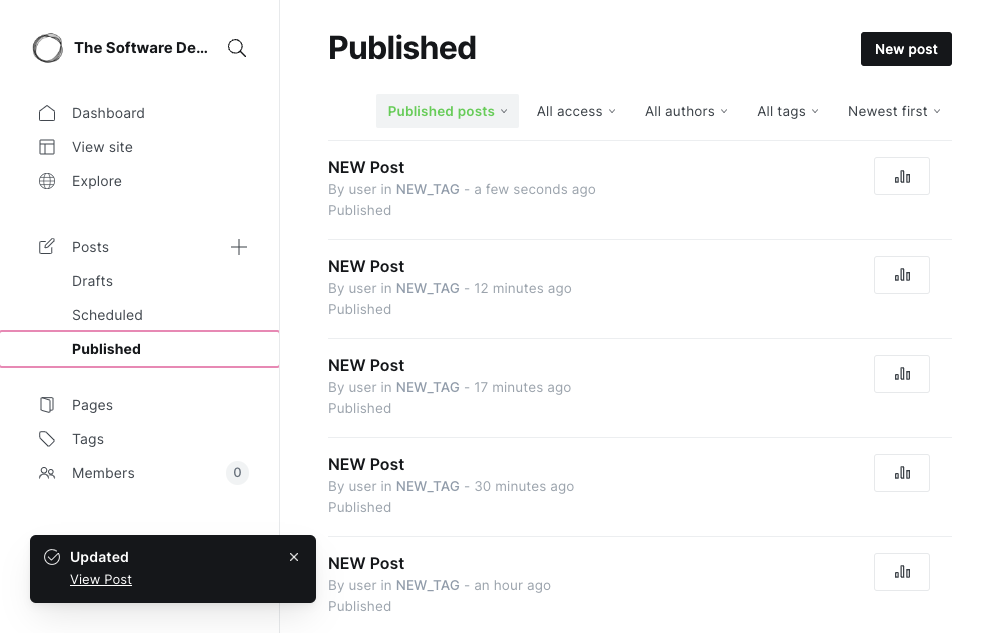 The Software De...
Dashboard
View site
Explore
Posts
Drafts
Scheduled
Published
Pages
Tags
Members 0
Updated
View Post
Published
New post
Published posts All access All authors All tags Newest first
NEW Post
By user in NEW_TAG - a few seconds ago
Published
NEW Post
By user in NEW_TAG - 12 minutes ago
Published
NEW Post
By user in NEW_TAG - 17 minutes ago
Published
NEW Post
By user in NEW_TAG - 30 minutes ago
Published
NEW Post
By user in NEW_TAG - an hour ago
Published